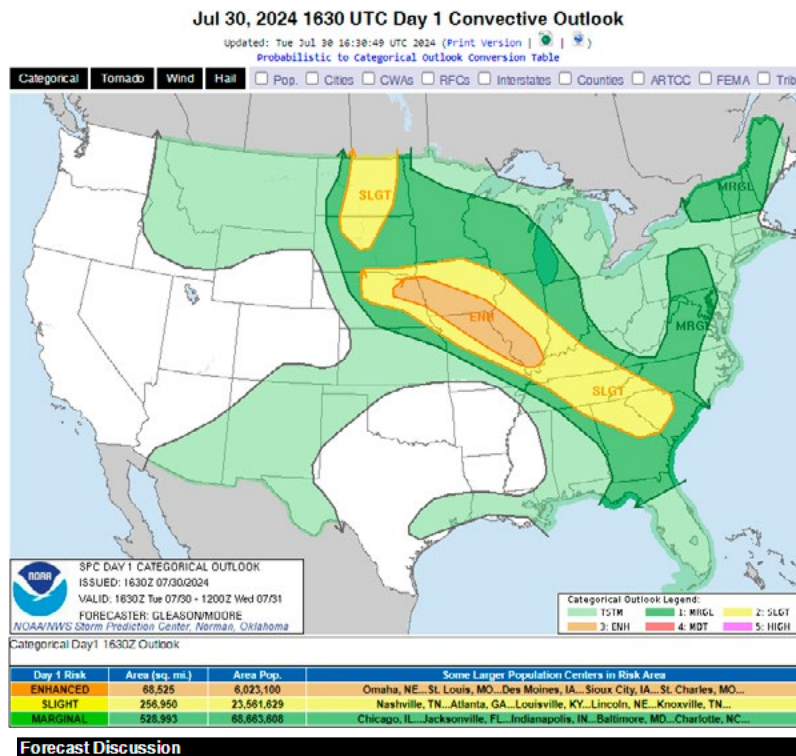 Jul 30, 2024 1630 UTC Day 1 Convective Outlook
Updated: Tue Jul 30 16:30:49 UTC 2024 (Print Version | | )
Probabilistic to Categorical Outlook Conversion Table
Categorical Tornado Wind Hail Pop. Cities CWAs RFCs Interstates Counties ARTCC FEMA Trib
SLGT
MRGL
ENH
MRGL
SLGT
NOAA
SPC DAY 1 CATEGORICAL OUTLOOK
ISSUED: 1630Z 07/30/2024
VALID: 1630Z Tue 07/30 - 1200Z Wed 07/31
FORECASTER: GLEASON/MOORE
NOAA/NWS Storm Prediction Center, Norman, Oklahoma
Categorical Outlook Legend:
TSTM 1: MRGL 2: SLGT
3: ENH 4: MDT 5: HIGH
Categorical Day1 1630Z Outlook
Day 1 Risk Area (sq. mi.) Area Pop. Some Larger Population Centers in Risk Area
ENHANCED 68,525 6,023,100 Omaha, NE...St. Louis, MO...Des Moines, IA...Sioux City, IA...St. Charles, MO...
SLIGHT 256,950 23,561,629 Nashville, TN...Atlanta, GA...Louisville, KY...Lincoln, NE...Knoxville, TN...
MARGINAL 528,993 68,663,608 Chicago, IL...Jacksonville, FL...Indianapolis, IN...Baltimore, MD...Charlotte, NC...
Forecast Discussion